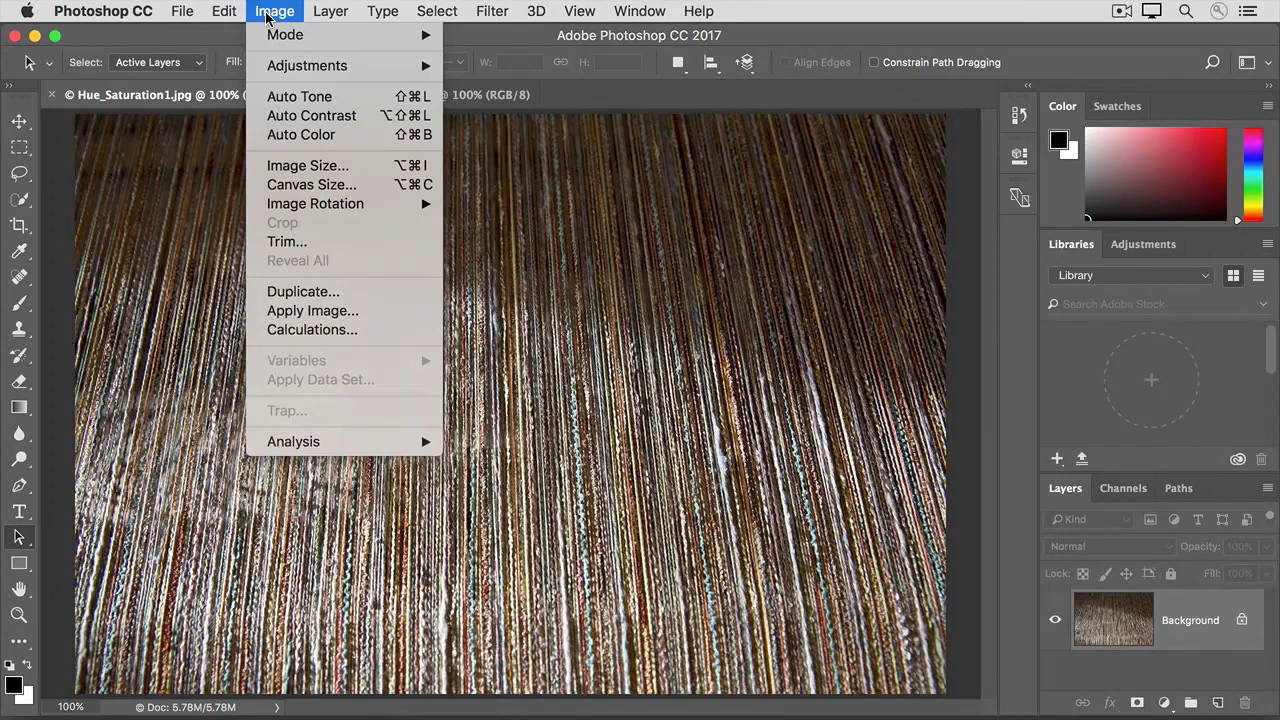 Photoshop CC File Edit Image Layer Type Select Filter 3D View Window Help
Adobe Photoshop CC 2017
Select: Active Layers Fill: W: H: Align Edges Constrain Path Dragging
© Hue_Saturation1.jpg @ 100% ( @ 100% (RGB/8)
Mode
Adjustments
Auto Tone ⇧⌘L
Auto Contrast ⌥⇧⌘L
Auto Color ⇧⌘B
Image Size... ⌥⌘I
Canvas Size... ⌥⌘C
Image Rotation
Crop
Trim...
Reveal All
Duplicate...
Apply Image...
Calculations...
Variables
Apply Data Set...
Trap...
Analysis
Color Swatches
Libraries Adjustments
Library
Search Adobe Stock
Layers Channels Paths
Kind
Normal Opacity: 100%
Lock: Fill: 100%
Background
100% Doc: 5.78M/5.78M